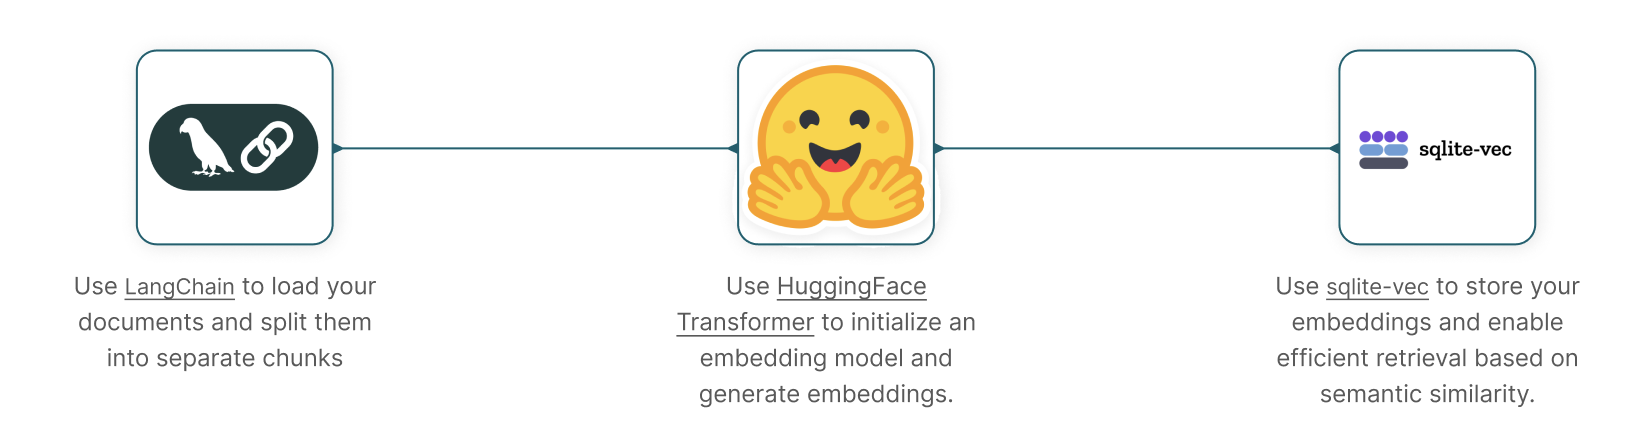 sqlite-vec
Use LangChain to load your
documents and split them
into separate chunks
Use HuggingFace
Transformer to initialize an
embedding model and
generate embeddings.
Use sqlite-vec to store your
embeddings and enable
efficient retrieval based on
semantic similarity.